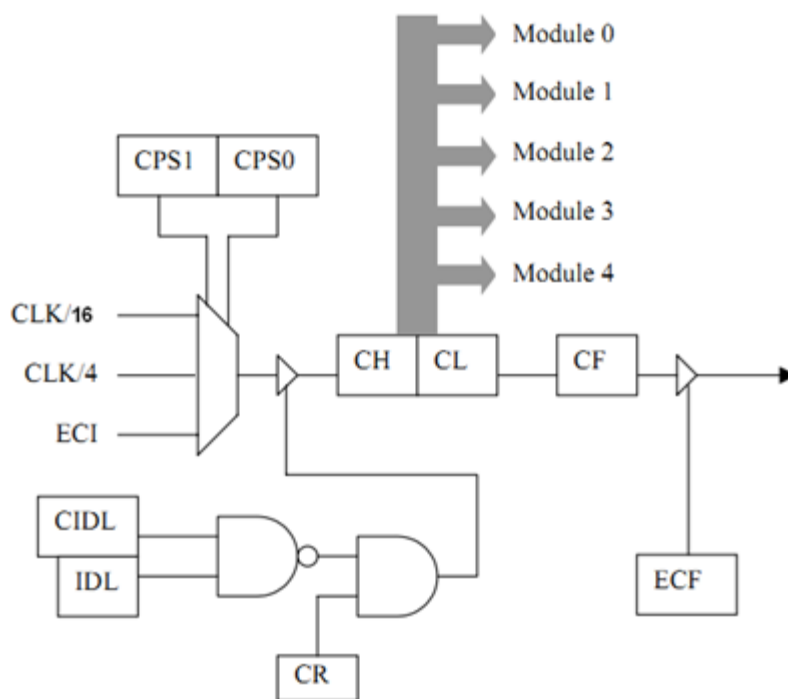 Module 0
Module 1
Module 2
Module 3
Module 4
CPS1 CPS0
CLK/16
CLK/4
ECI
CH CL
CF
CIDL
IDL
CR
ECF